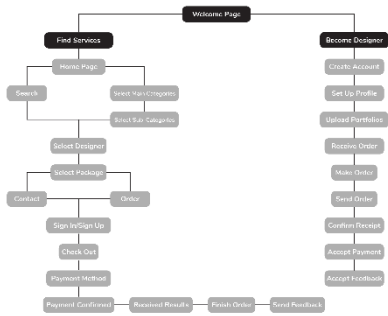 Welcome Page
Find Services
Become Designer
Home Page
Create Account
Search
Select Main Categories
Set Up Profile
Select Sub Categories
Upload Portfolios
Select Designer
Receive Order
Select Package
Make Order
Contact
Order
Send Order
Sign In/Sign Up
Confirm Receipt
Check Out
Accept Payment
Payment Method
Accept Feedback
Payment Confirmed
Received Results
Finish Order
Send Feedback